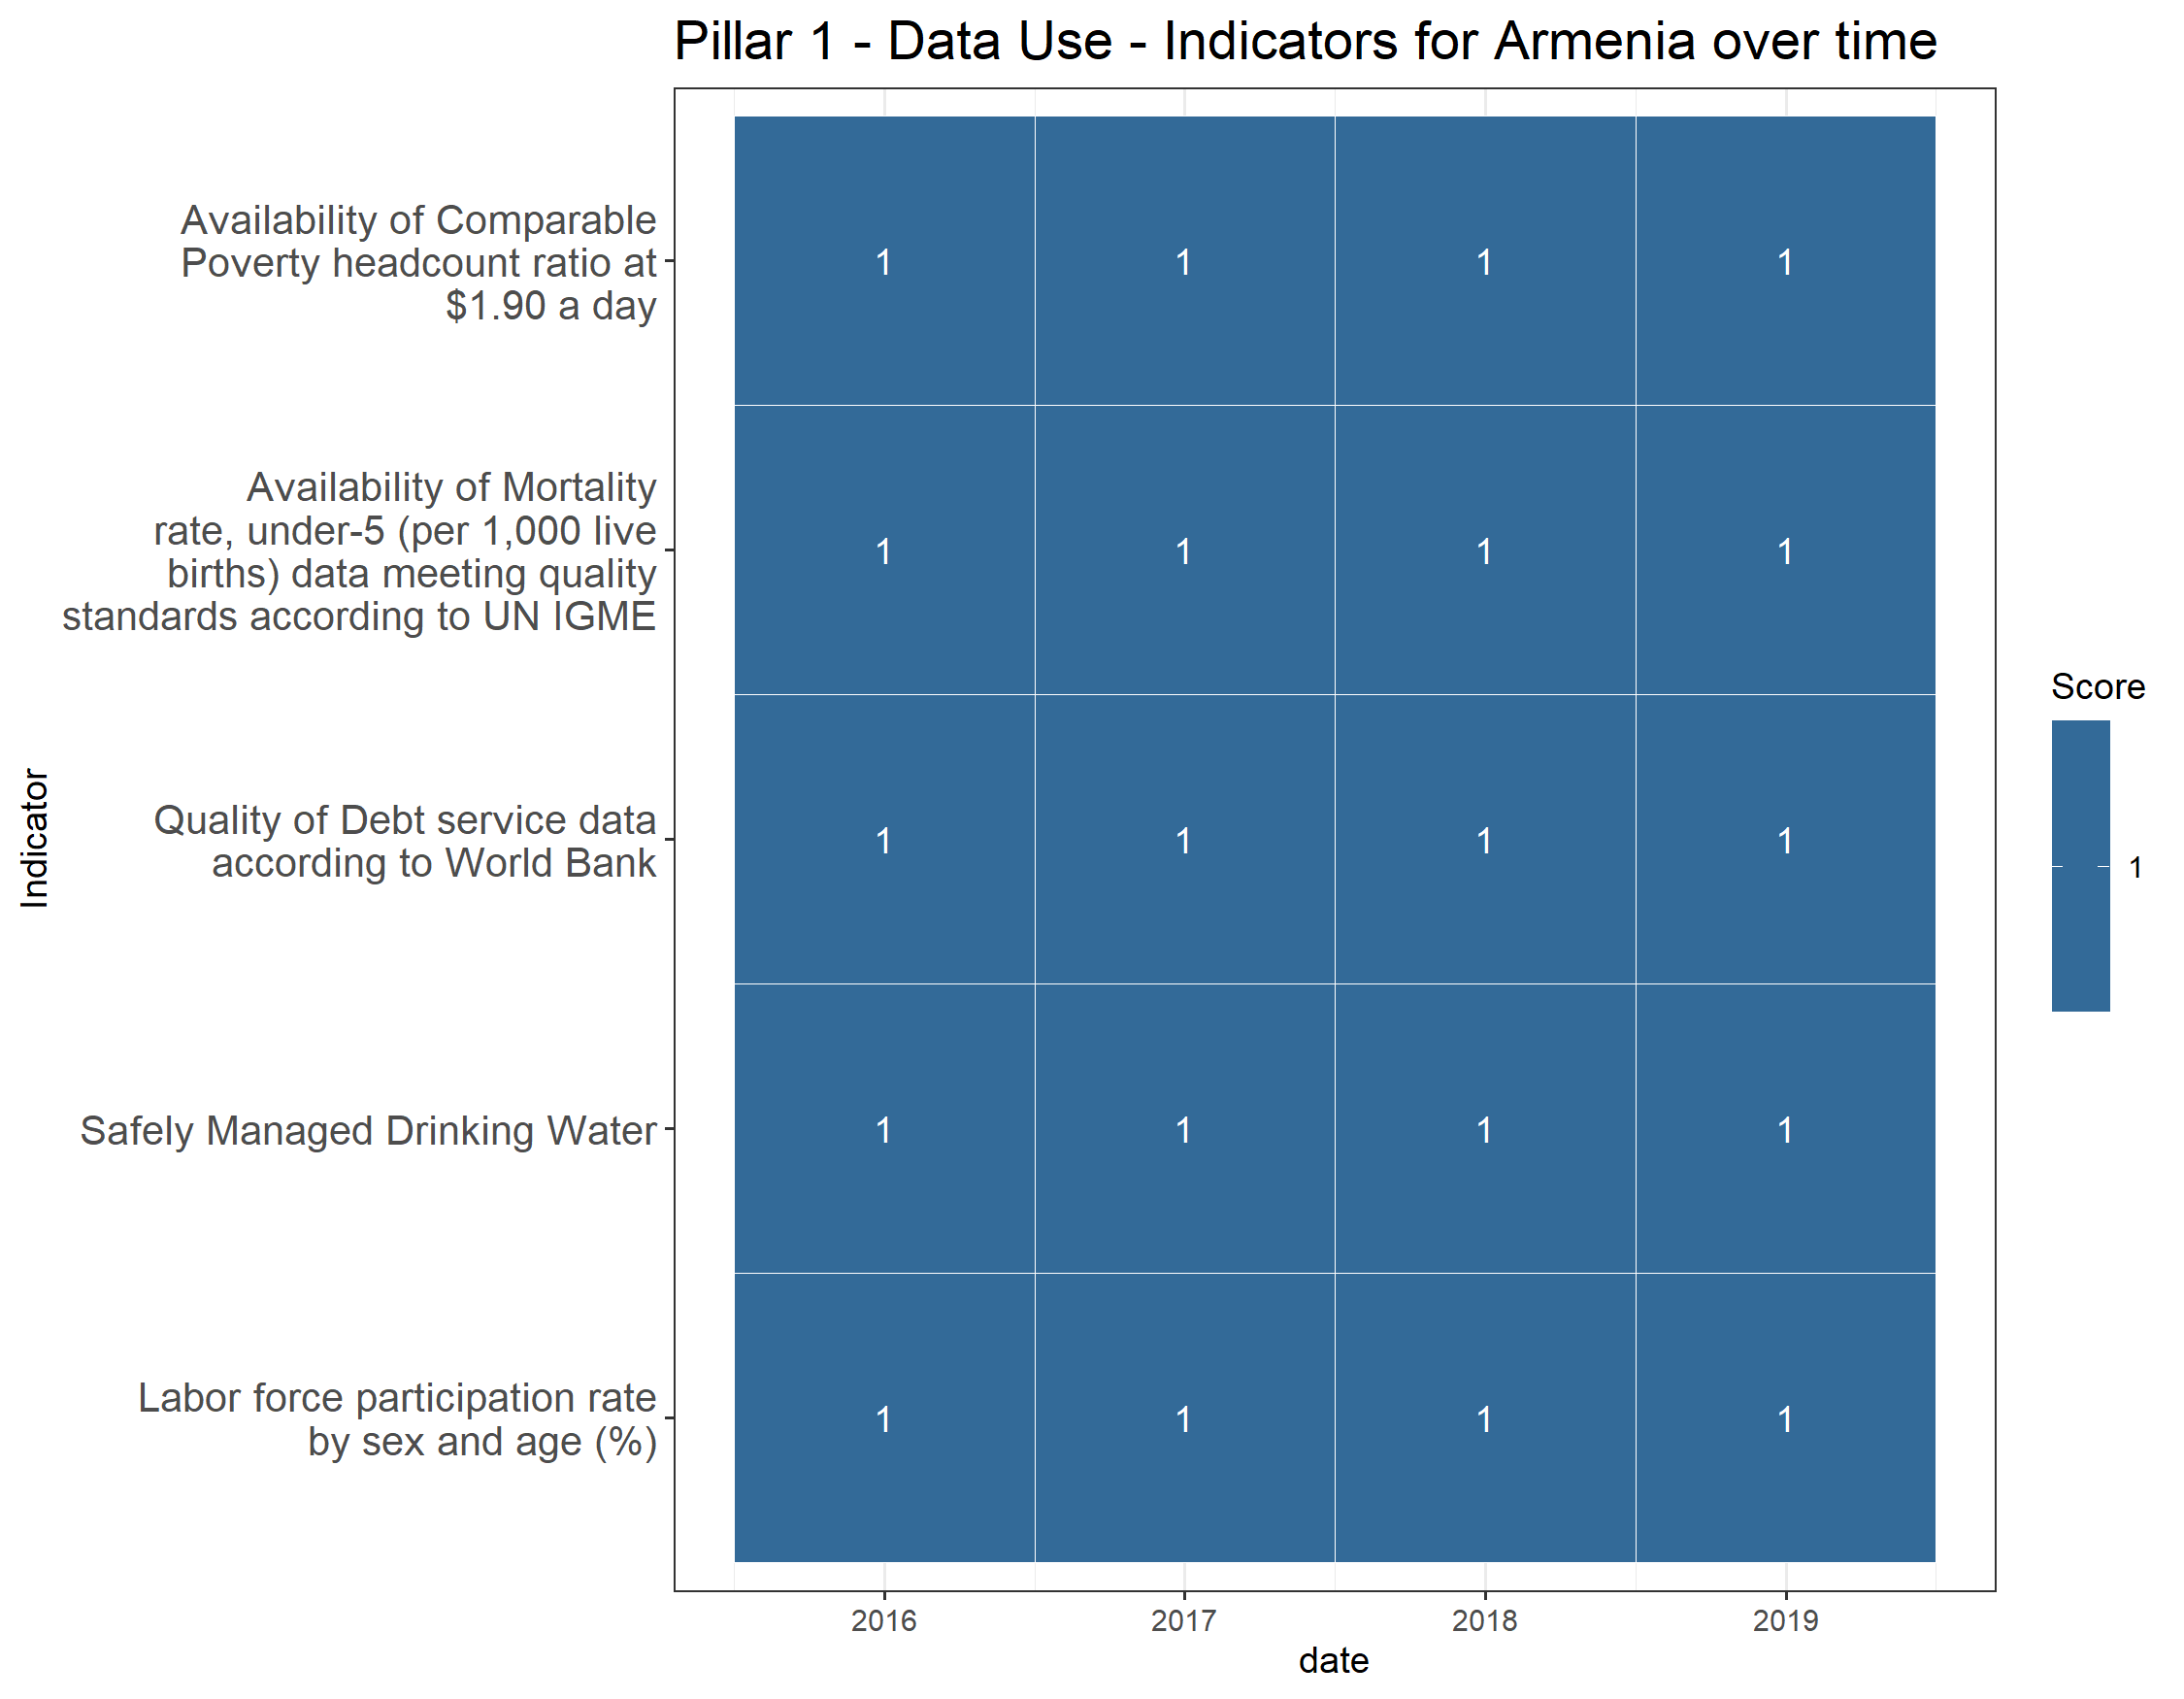 Pillar 1 - Data Use - Indicators for Armenia over time
Indicator
Availability of Comparable
Poverty headcount ratio at
$1.90 a day
1 1 1 1
Availability of Mortality
rate, under-5 (per 1,000 live
births) data meeting quality
standards according to UN IGME
1 1 1 1
Quality of Debt service data
according to World Bank
1 1 1 1
Safely Managed Drinking Water
1 1 1 1
Labor force participation rate
by sex and age (%)
1 1 1 1
2016 2017 2018 2019
date
Score
1